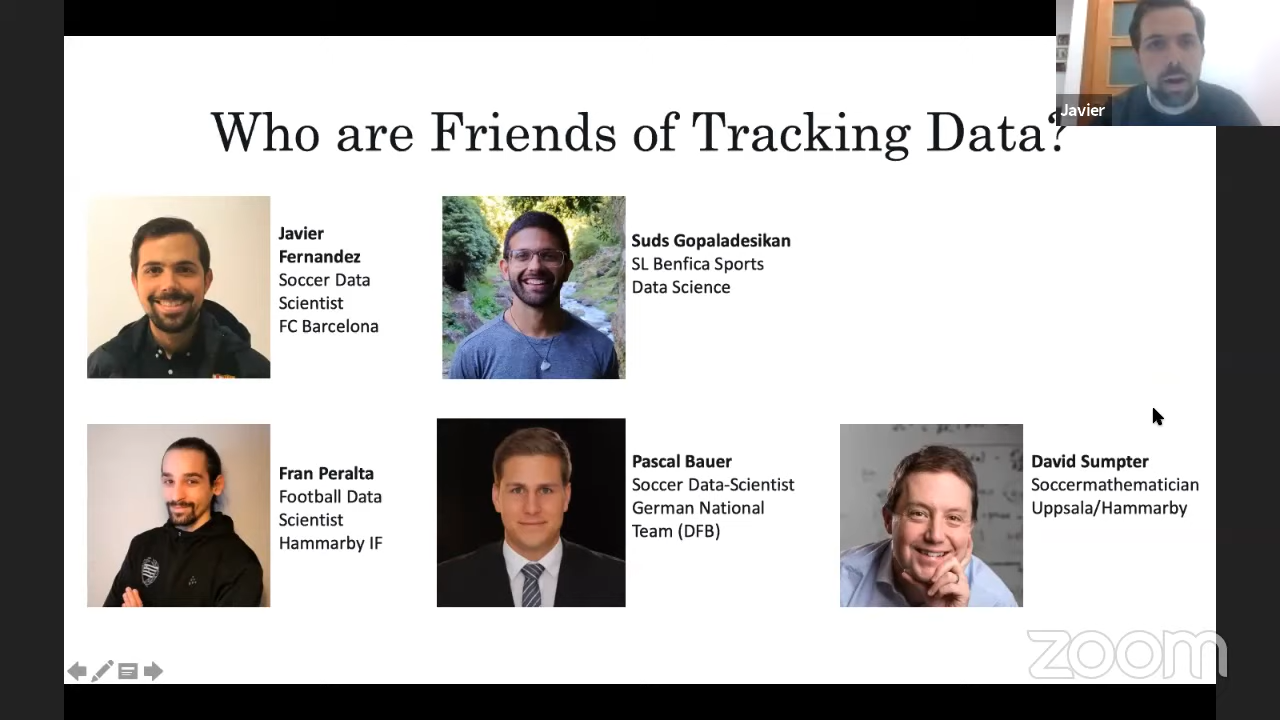 Javier
Who are Friends of Tracking Data?
Javier
Fernandez
Soccer Data
Scientist
FC Barcelona
Suds Gopaladesikan
SL Benfica Sports
Data Science
Fran Peralta
Football Data
Scientist
Hammarby IF
Pascal Bauer
Soccer Data-Scientist
German National
Team (DFB)
David Sumpter
Soccermathematician
Uppsala/Hammarby
zoom